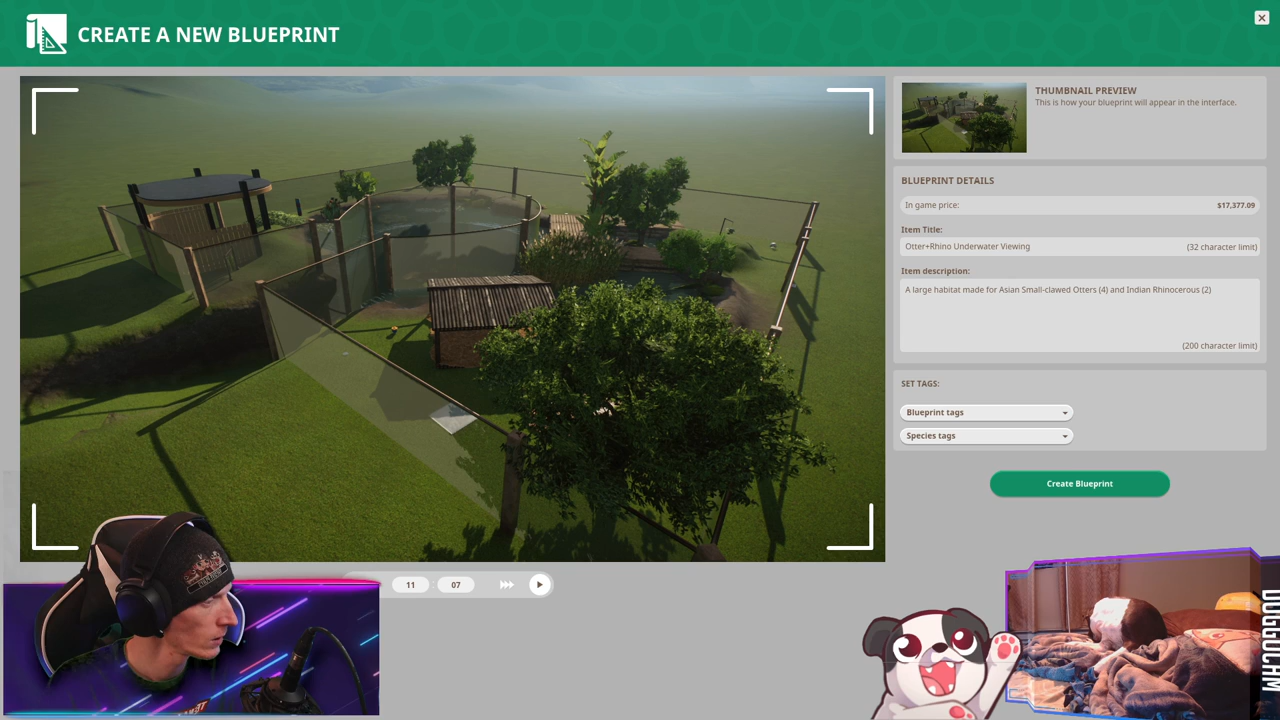 CREATE A NEW BLUEPRINT
THUMBNAIL PREVIEW
This is how your blueprint will appear in the interface.
BLUEPRINT DETAILS
In game price: $17,377.09
Item Title:
Otter+Rhino Underwater Viewing (32 character limit)
Item description:
A large habitat made for Asian Small-clawed Otters (4) and Indian Rhinocerous (2)
(200 character limit)
SET TAGS:
Blueprint tags
Species tags
Create Blueprint
11 07
DOGGOCAM